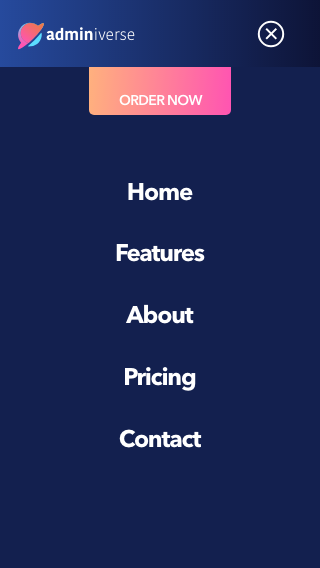 adminiverse
ORDER NOW
Home
Features
About
Pricing
Contact